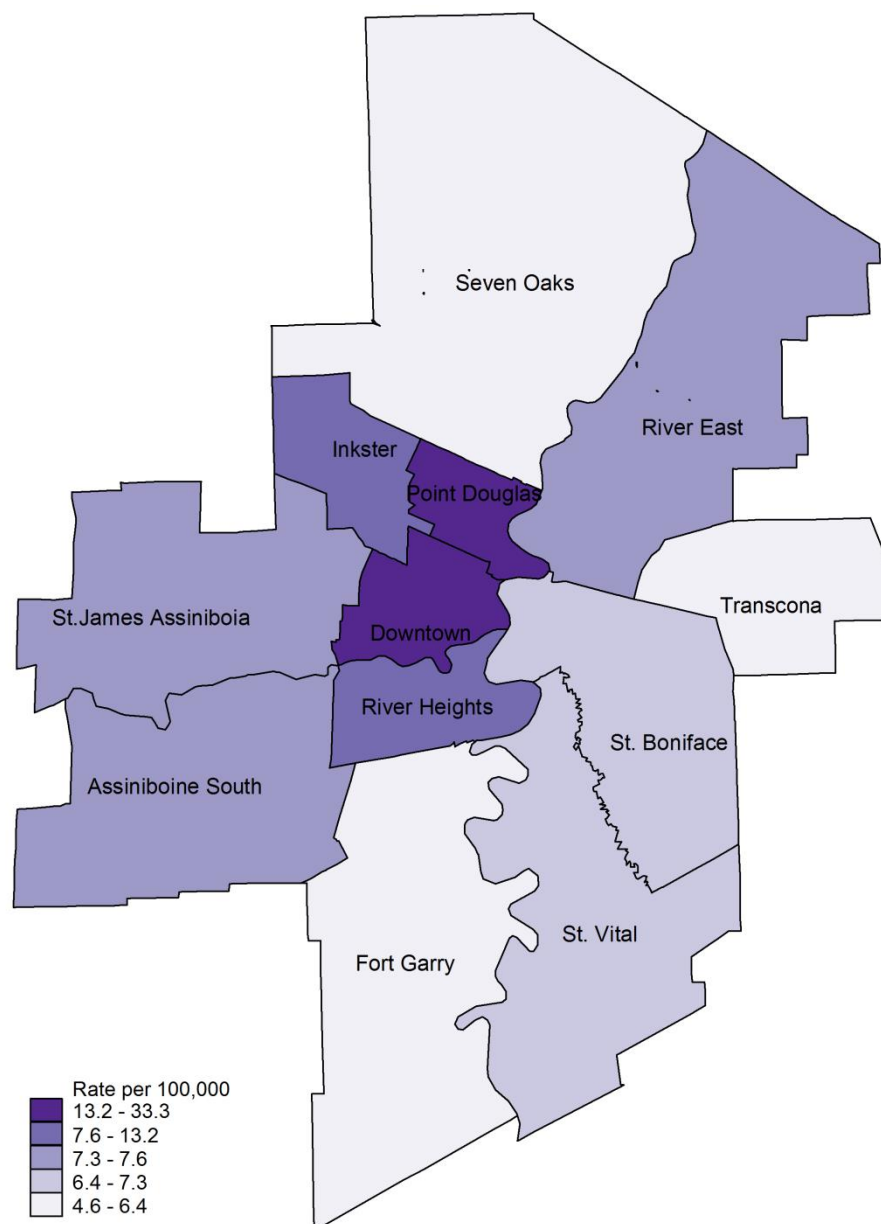 Seven Oaks
River East
Inkster
Point Douglas
Transcona
St.James Assiniboia
Downtown
River Heights
St. Boniface
Assiniboine South
St. Vital
Fort Garry
Rate per 100,000
13.2 - 33.3
7.6 - 13.2
7.3 - 7.6
6.4 - 7.3
4.6 - 6.4